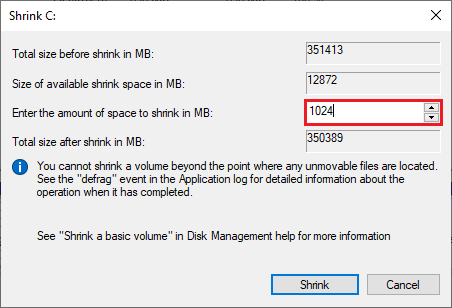 Shrink C:
Total size before shrink in MB: 351413
Size of available shrink space in MB: 12872
Enter the amount of space to shrink in MB: 1024
Total size after shrink in MB: 350389
You cannot shrink a volume beyond the point where any unmovable files are located.
See the "defrag" event in the Application log for detailed information about the
operation when it has completed.
See "Shrink a basic volume" in Disk Management help for more information
Shrink Cancel